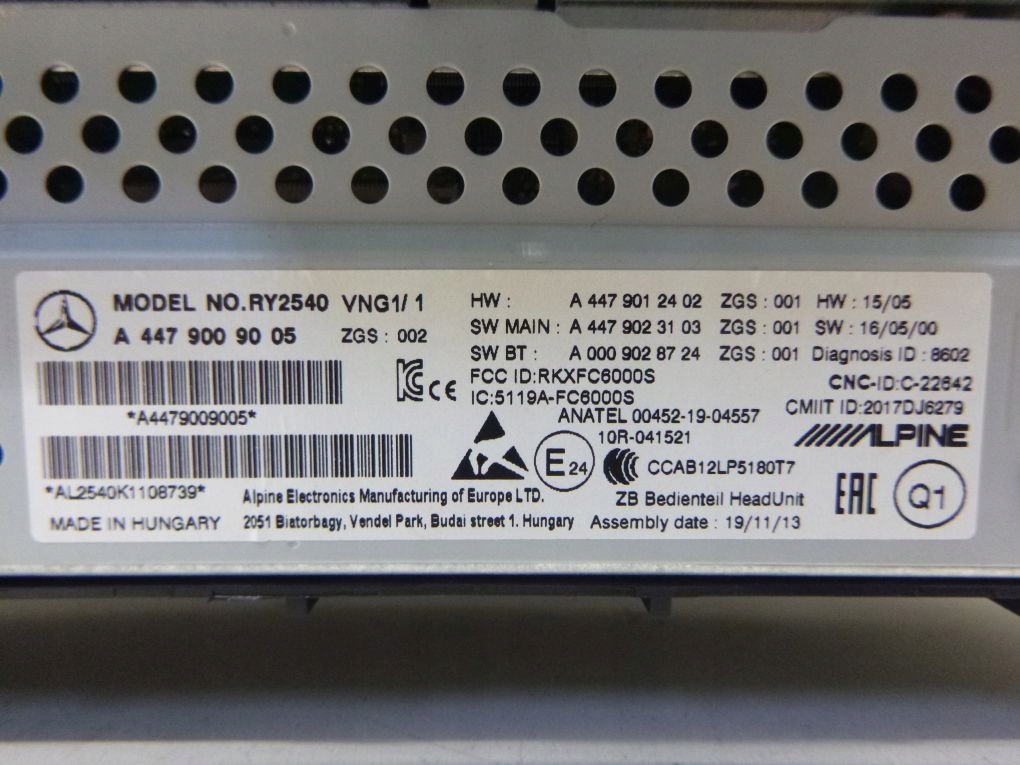 MODEL NO.RY2540 VNG1/ 1
A 447 900 90 05 ZGS : 002
*A4479009005*
*AL2540K1108739*
MADE IN HUNGARY
HW : A 447 901 24 02 ZGS : 001 HW : 15/05
SW MAIN : A 447 902 31 03 ZGS : 001 SW : 16/05/00
SW BT : A 000 902 87 24 ZGS : 001 Diagnosis ID : 8602
FCC ID:RKXFC6000S
CNC-ID:C-22642
IC:5119A-FC6000S
CE
ANATEL 00452-19-04557
CMIIT ID:2017DJ6279
10R-041521
ALPINE
E24
CCAB12LP5180T7
Alpine Electronics Manufacturing of Europe LTD.
ZB Bedienteil HeadUnit
2051 Biatorbagy, Vendel Park, Budai street 1. Hungary
Assembly date : 19/11/13
EAC
Q1